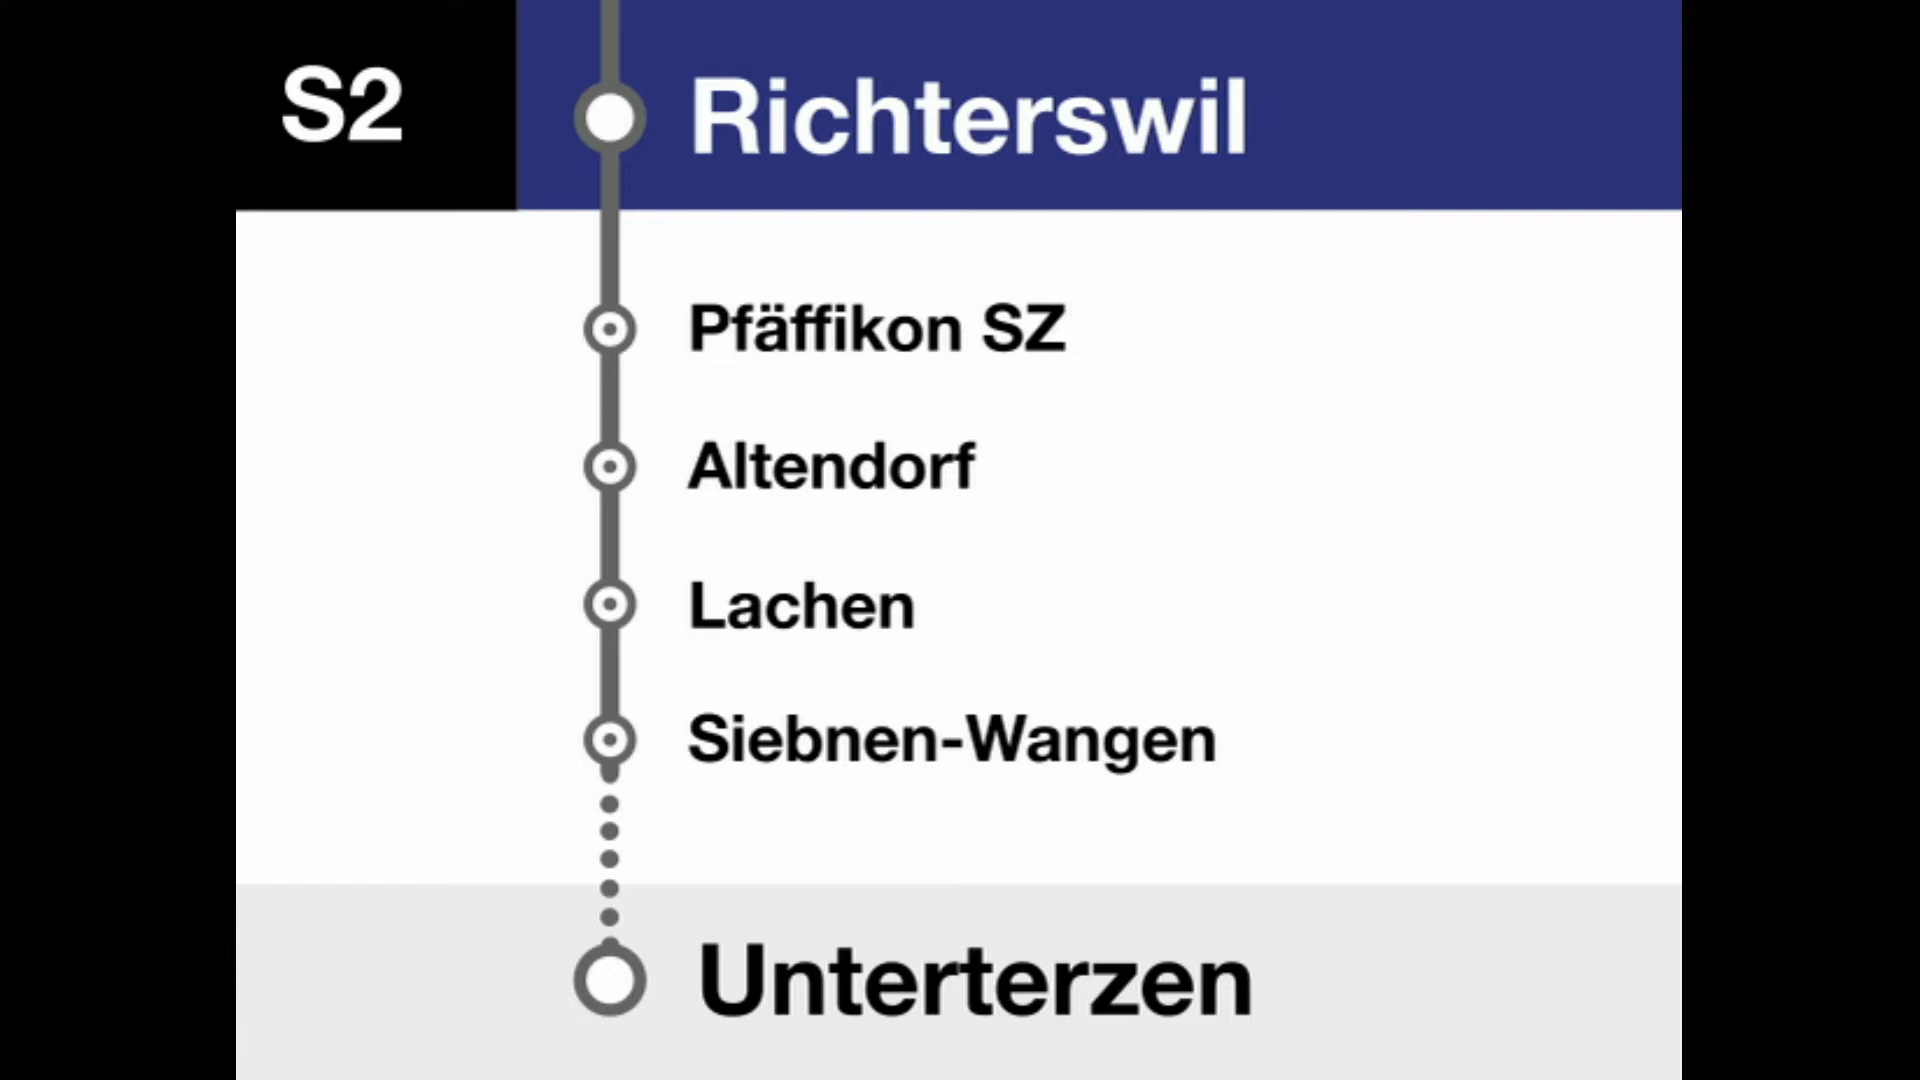 S2
Richterswil
Pfäffikon SZ
Altendorf
Lachen
Siebnen-Wangen
Unterterzen